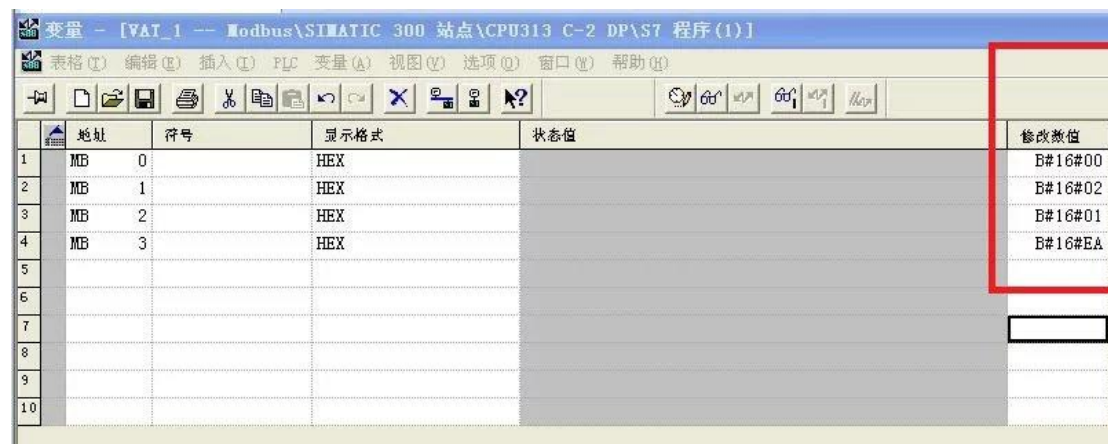 变量 - [VAT_1 -- Modbus\SIMATIC 300 站点\CPU313 C-2 DP\S7 程序(1)]
表格(T) 编辑(E) 插入(I) PLC 变量(A) 视图(V) 选项(O) 窗口(W) 帮助(H)
地址 符号 显示格式 状态值 修改数值
1 MB 0 HEX B#16#00
2 MB 1 HEX B#16#02
3 MB 2 HEX B#16#01
4 MB 3 HEX B#16#EA
5
6
7
8
9
10